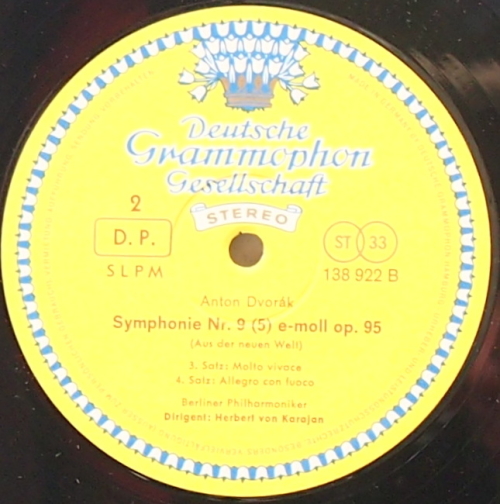 Deutsche
Grammophon
Gesellschaft
STEREO
2
D. P.
SLPM
ST 33
138 922 B
Anton Dvořák
Symphonie Nr. 9 (5) e-moll op. 95
(Aus der neuen Welt)
3. Satz: Molto vivace
4. Satz: Allegro con fuoco
Berliner Philharmoniker
Dirigent: Herbert von Karajan